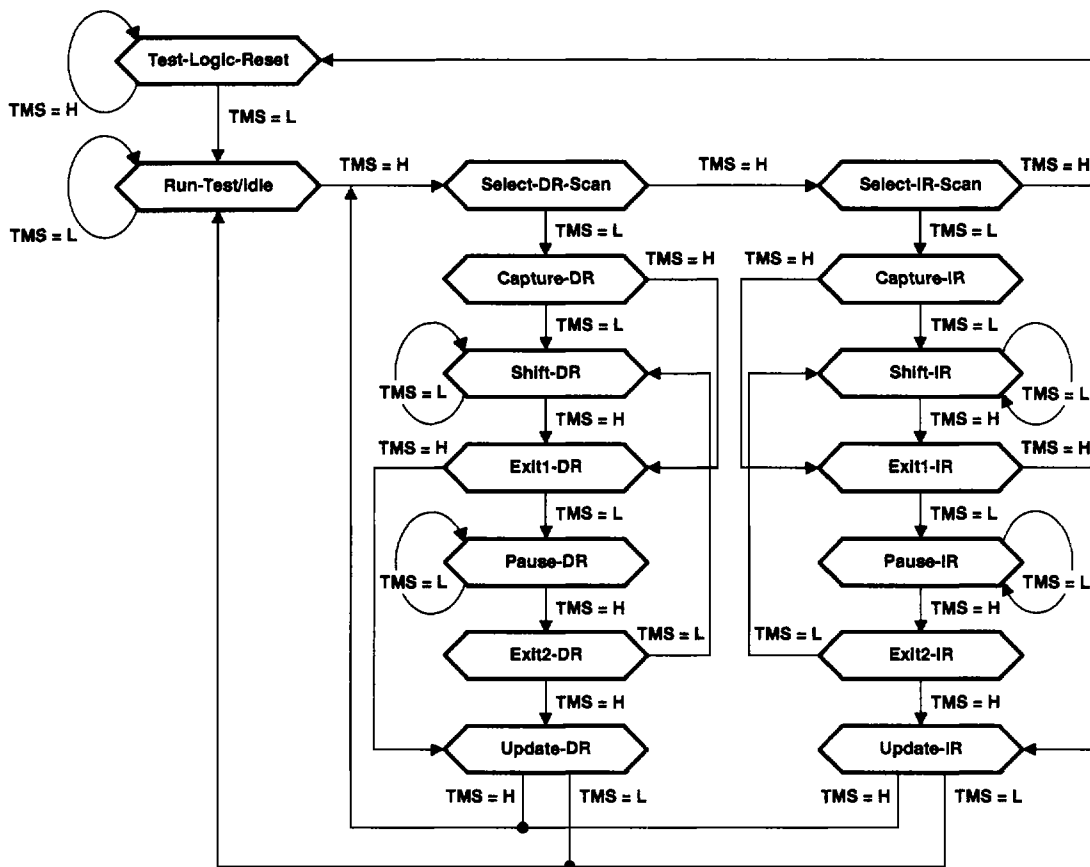 Test-Logic-Reset
TMS = H
TMS = L
Run-Test/Idle
TMS = H
Select-DR-Scan
TMS = H
Select-IR-Scan
TMS = H
TMS = L
TMS = L
TMS = L
Capture-DR
TMS = H
TMS = H
Capture-IR
TMS = L
TMS = L
Shift-DR
Shift-IR
TMS = L
TMS = L
TMS = H
TMS = H
TMS = H
Exit1-DR
Exit1-IR
TMS = H
TMS = L
TMS = L
Pause-DR
Pause-IR
TMS = L
TMS = L
TMS = H
TMS = H
Exit2-DR
TMS = L
TMS = L
Exit2-IR
TMS = H
TMS = H
Update-DR
Update-IR
TMS = H
TMS = L
TMS = H
TMS = L